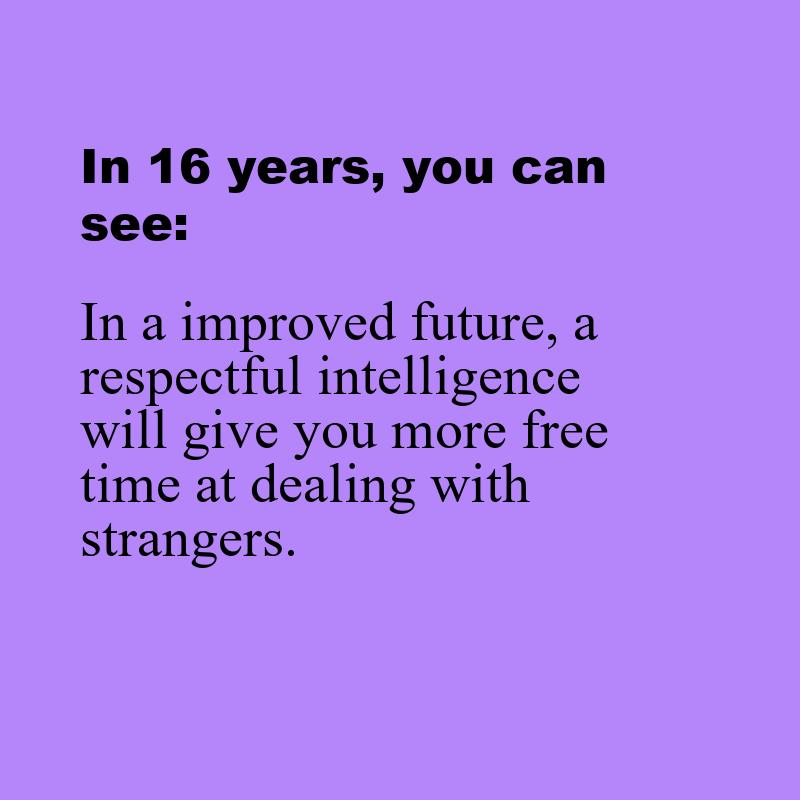 In 16 years, you can
see:
In a improved future, a
respectful intelligence
will give you more free
time at dealing with
strangers.